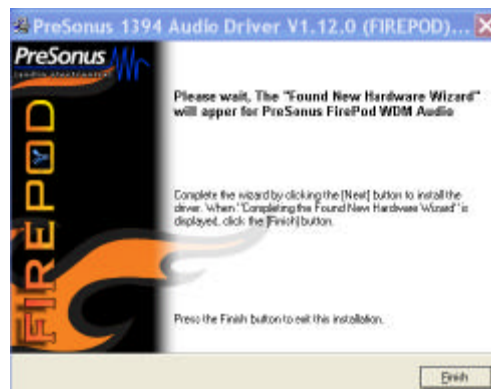 PreSonus 1394 Audio Driver V1.12.0 (FIREPOD)...
PreSonus
FIREPOD
Please wait, The "Found New Hardware Wizard"
will apper for PreSonus FirePod WDM Audio
Complete the wizard by clicking the [Next] button to install the
driver. When "Completing the Found New Hardware Wizard" is
displayed, click the [Finish] button.
Press the Finish button to exit this installation.
Finish